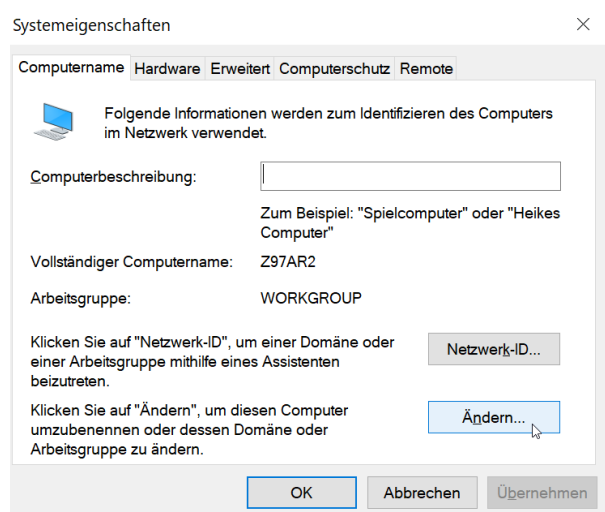 Systemeigenschaften
Computername Hardware Erweitert Computerschutz Remote
Folgende Informationen werden zum Identifizieren des Computers
im Netzwerk verwendet.
Computerbeschreibung:
Zum Beispiel: "Spielcomputer" oder "Heikes
Computer"
Vollständiger Computername: Z97AR2
Arbeitsgruppe: WORKGROUP
Klicken Sie auf "Netzwerk-ID", um einer Domäne oder
einer Arbeitsgruppe mithilfe eines Assistenten
beizutreten.
Netzwerk-ID...
Klicken Sie auf "Ändern", um diesen Computer
umzubenennen oder dessen Domäne oder
Arbeitsgruppe zu ändern.
Ändern...
OK Abbrechen Übernehmen